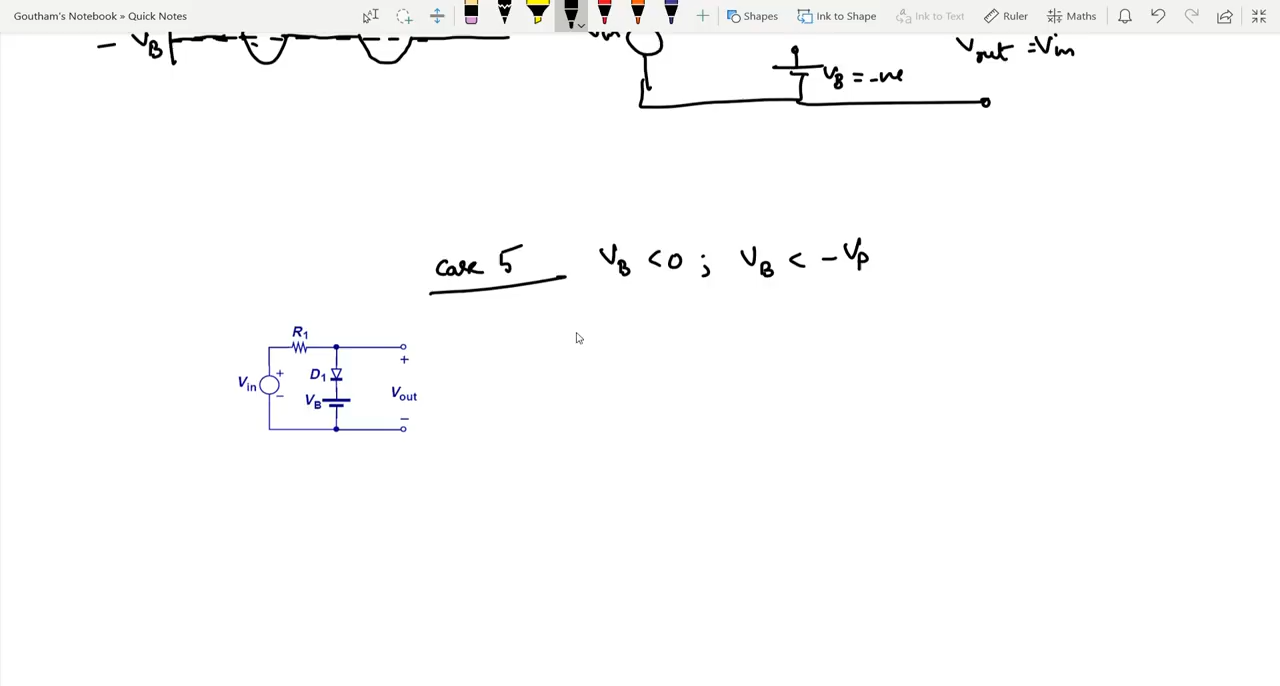 Goutham's Notebook » Quick Notes
Shapes
Ink to Shape
Ink to Text
Ruler
Maths
- VB
Vin
Vout = Vin
VB = -ve
case 5 VB < 0 ; VB < - Vp
R1
Vin + -
D1
VB
+
Vout
-